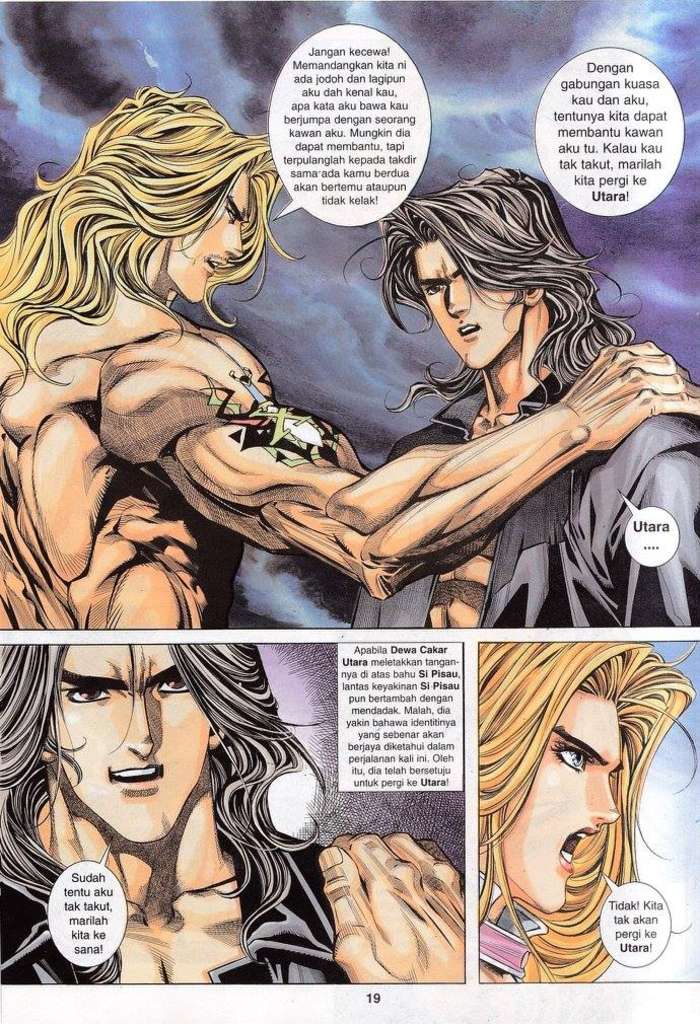 Jangan kecewa!
Memandangkan kita ni
ada jodoh dan lagipun
aku dah kenal kau,
apa kata aku bawa kau
berjumpa dengan seorang
kawan aku. Mungkin dia
dapat membantu, tapi
terpulanglah kepada takdir
sama ada kamu berdua
akan bertemu ataupun
tidak kelak!
Dengan
gabungan kuasa
kau dan aku,
tentunya kita dapat
membantu kawan
aku tu. Kalau kau
tak takut, marilah
kita pergi ke
Utara!
Utara
....
Apabila Dewa Cakar
Utara meletakkan tangan-
nya di atas bahu Si Pisau,
lantas keyakinan Si Pisau
pun bertambah dengan
mendadak. Malah, dia
yakin bahawa identitinya
yang sebenar akan
berjaya diketahui dalam
perjalanan kali ini. Oleh
itu, dia telah bersetuju
untuk pergi ke Utara!
Sudah
tentu aku
tak takut,
marilah
kita ke
sana!
Tidak! Kita
tak akan
pergi ke
Utara!
19